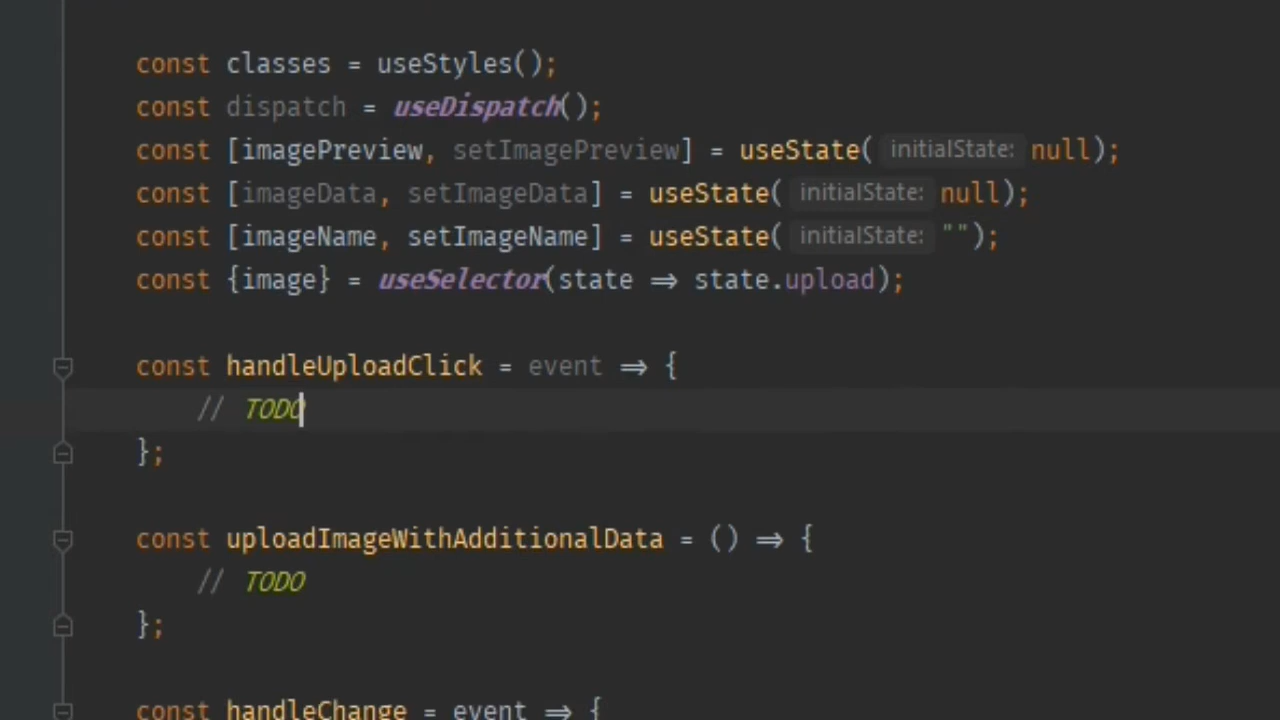 const classes = useStyles();
const dispatch = useDispatch();
const [imagePreview, setImagePreview] = useState( initialState: null);
const [imageData, setImageData] = useState( initialState: null);
const [imageName, setImageName] = useState( initialState: "");
const {image} = useSelector(state ⇒ state.upload);
const handleUploadClick = event ⇒ {
// TODO
};
const uploadImageWithAdditionalData = () ⇒ {
// TODO
};
const handleChange = event ⇒ {